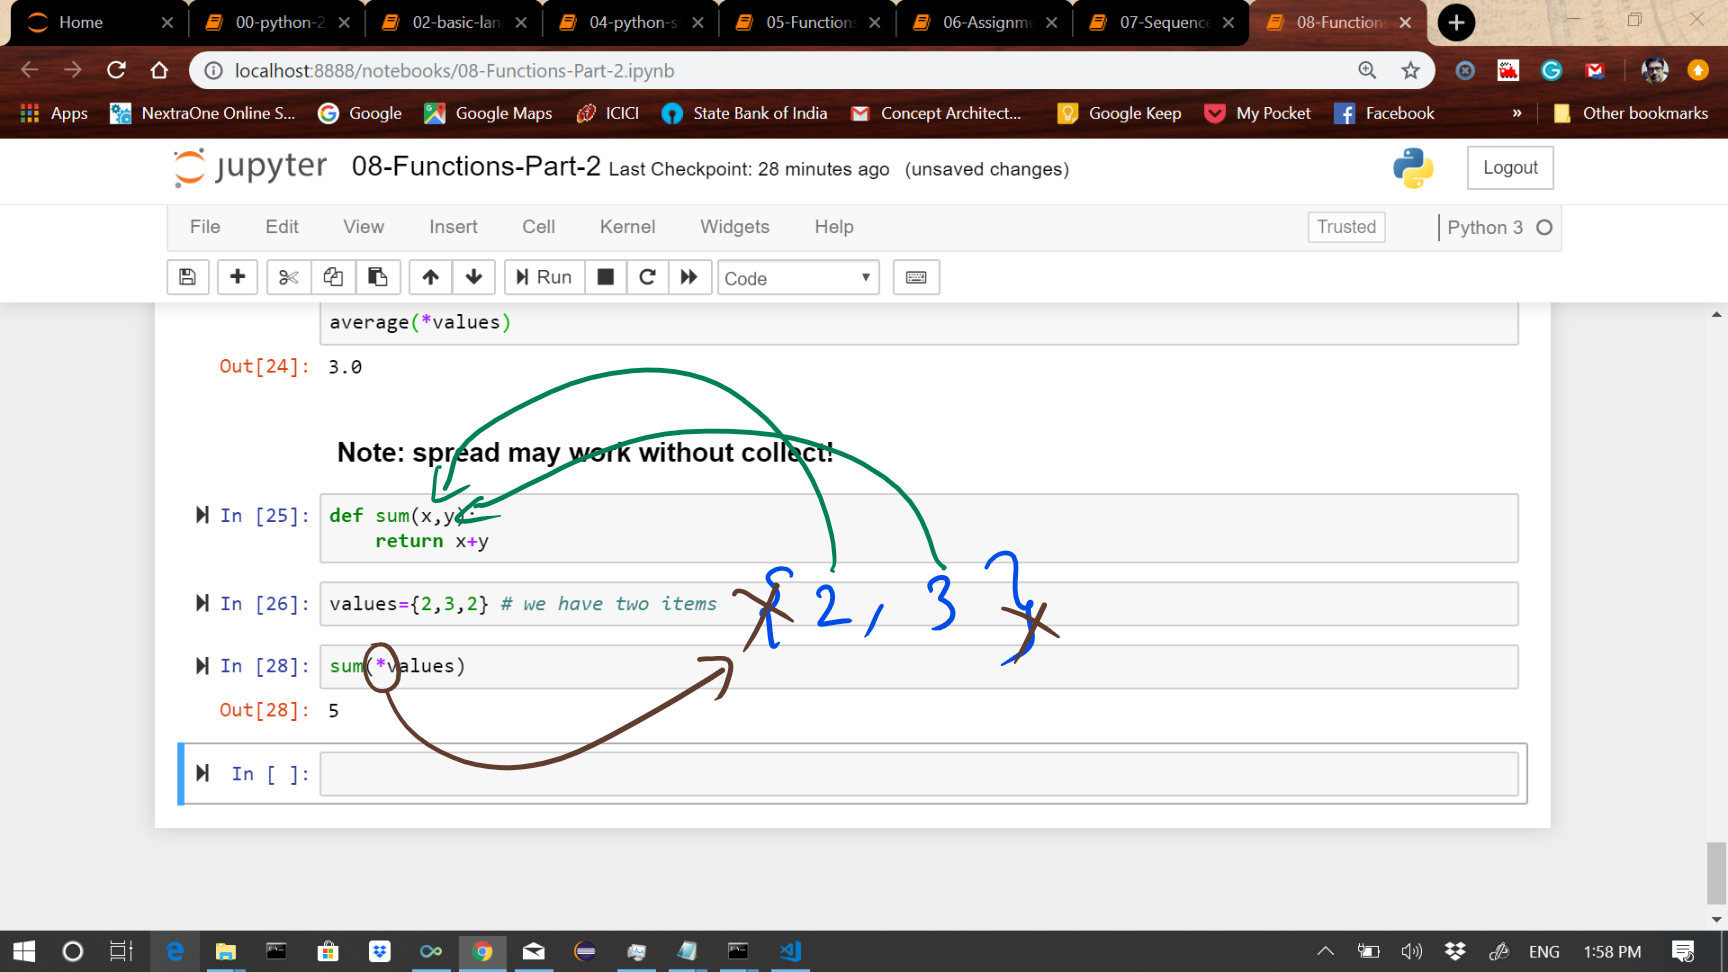 Home
00-python-2
02-basic-lan
04-python-s
05-Functions
06-Assignme
07-Sequence
08-Function
localhost:8888/notebooks/08-Functions-Part-2.ipynb
Apps NextraOne Online S... Google Google Maps ICICI State Bank of India Concept Architect... Google Keep My Pocket Facebook » Other bookmarks
jupyter 08-Functions-Part-2 Last Checkpoint: 28 minutes ago (unsaved changes) Logout
File Edit View Insert Cell Kernel Widgets Help Trusted Python 3
Run Code
average(*values)
Out[24]: 3.0
Note: spread may work without collect!
In [25]: def sum(x,y):
return x+y
In [26]: values={2,3,2} # we have two items
{ 2, 3 }
In [28]: sum(*values)
Out[28]: 5
In [ ]:
ENG 1:58 PM